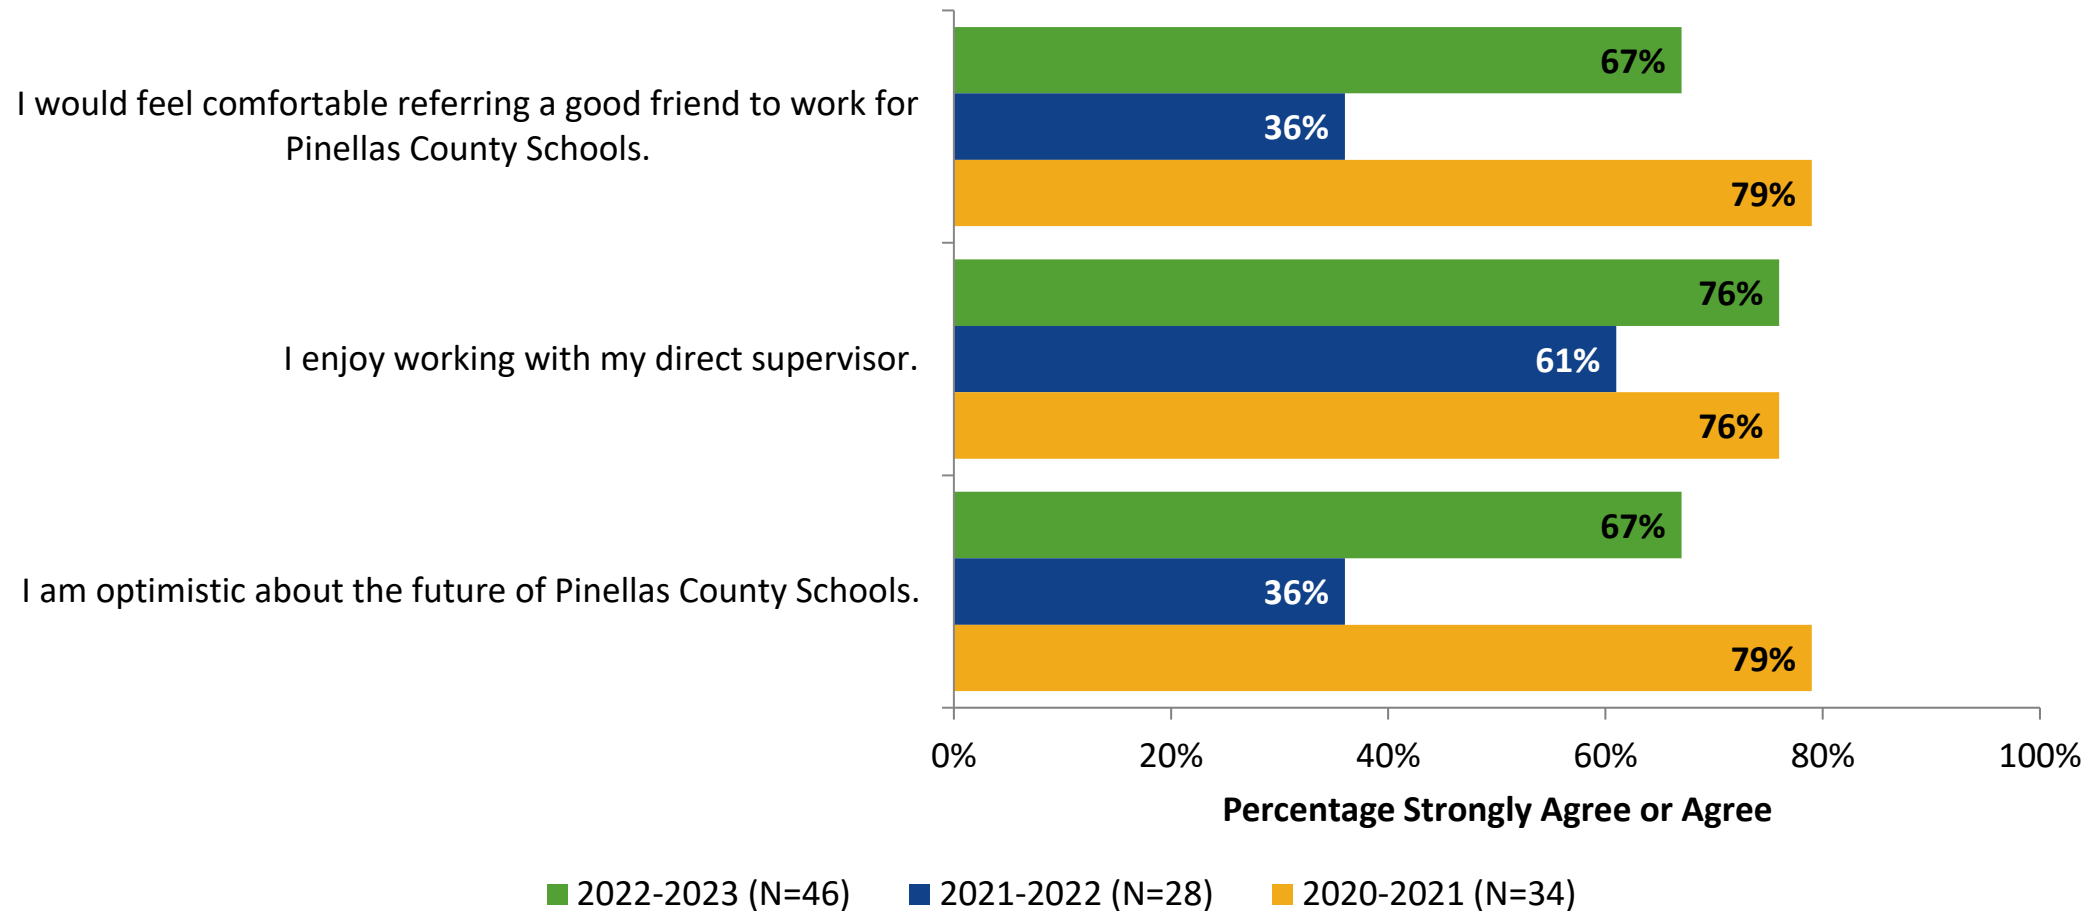 67%
I would feel comfortable referring a good friend to work for
Pinellas County Schools.
36%
79%
76%
I enjoy working with my direct supervisor.
61%
76%
67%
I am optimistic about the future of Pinellas County Schools.
36%
79%
0% 20% 40% 60% 80% 100%
Percentage Strongly Agree or Agree
2022-2023 (N=46) 2021-2022 (N=28) 2020-2021 (N=34)